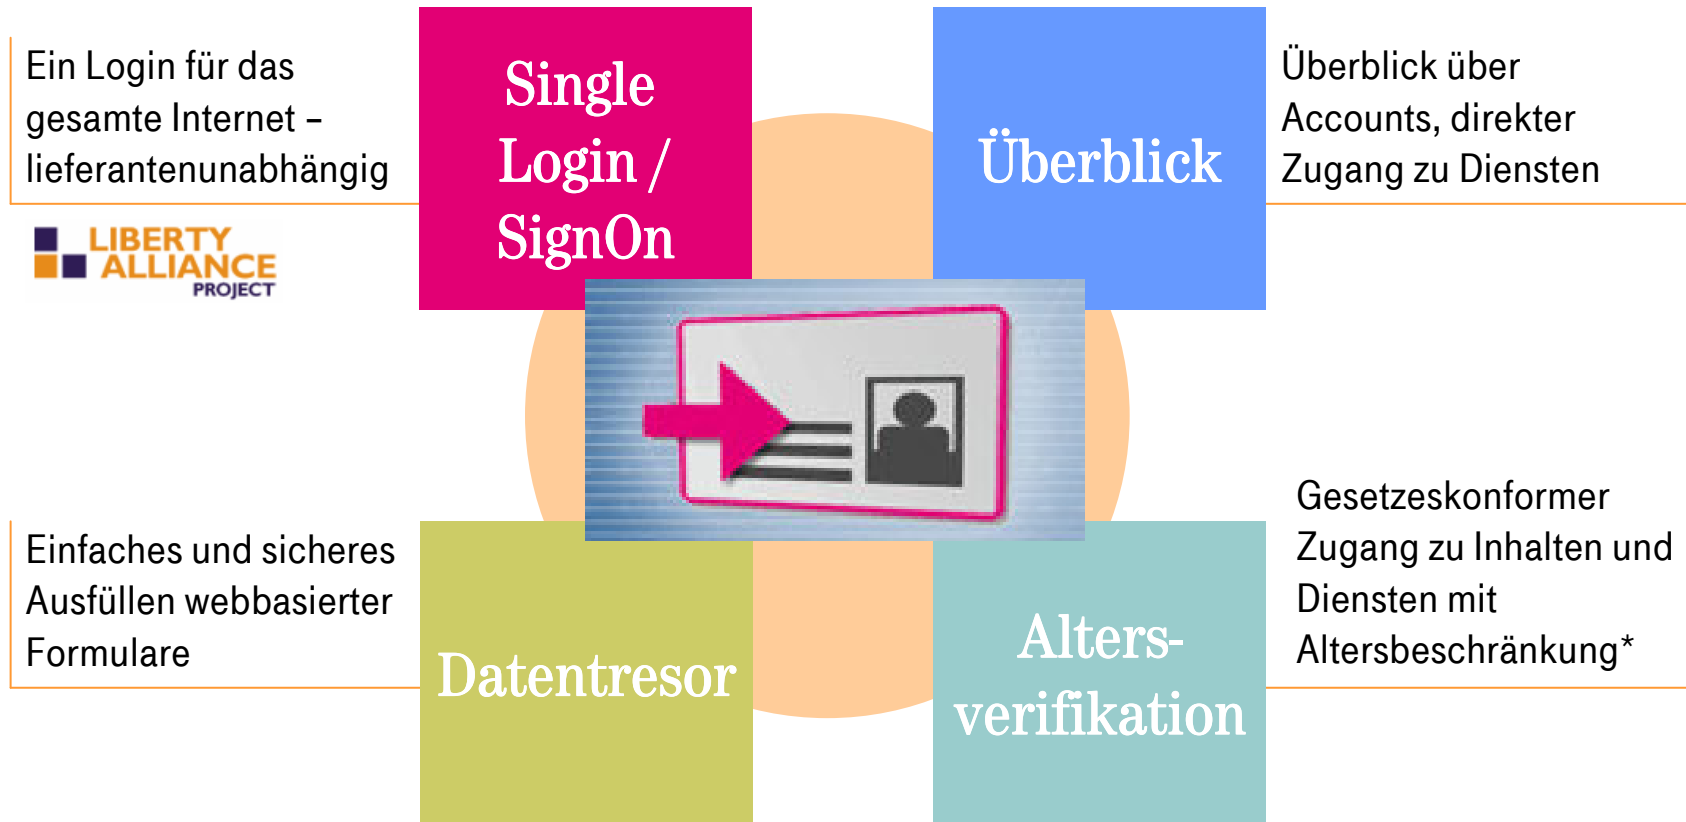 Ein Login für das
gesamte Internet –
lieferantenunabhängig
LIBERTY
ALLIANCE
PROJECT
Single
Login /
SignOn
Überblick
Überblick über
Accounts, direkter
Zugang zu Diensten
Einfaches und sicheres
Ausfüllen webbasierter
Formulare
Datentresor
Alters-
verifikation
Gesetzeskonformer
Zugang zu Inhalten und
Diensten mit
Altersbeschränkung*